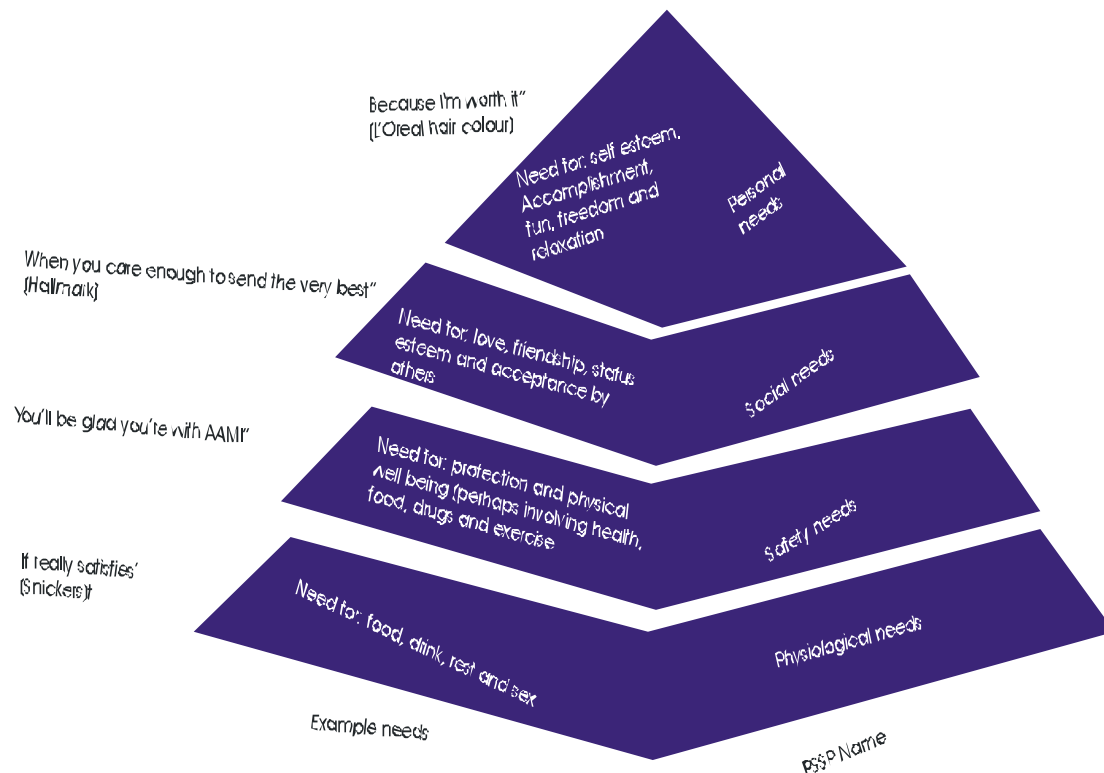 Because I'm worth it"
(L'Oreal hair colour)
Need for: self esteem,
Accomplishment,
fun, freedom and
relaxation
Personal
needs
When you care enough to send the very best"
(Hallmark)
Need for: love, friendship, status
esteem and acceptance by
others
Social needs
You'll be glad you're with AAMI"
Need for: protection and physical
well being (perhaps involving health,
food, drugs and exercise
Safety needs
It really satisfies'
(Snickers)t
Need for: food, drink, rest and sex
Physiological needs
Example needs
PSSP Name